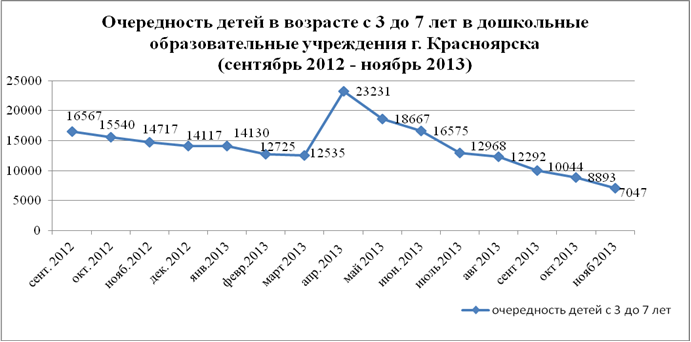 Очередность детей в возрасте с 3 до 7 лет в дошкольные
образовательные учреждения г. Красноярска
(сентябрь 2012 - ноябрь 2013)
25000
20000
15000
10000
5000
0
16567
15540
14717
14117
14130
12725
12535
23231
18667
16575
12968
12292
10044
8893
7047
сент. 2012
окт. 2012
нояб. 2012
дек. 2012
янв.2013
февр.2013
март 2013
апр. 2013
май 2013
июн. 2013
июль 2013
авг 2013
сент 2013
окт 2013
нояб 2013
очередность детей с 3 до 7 лет